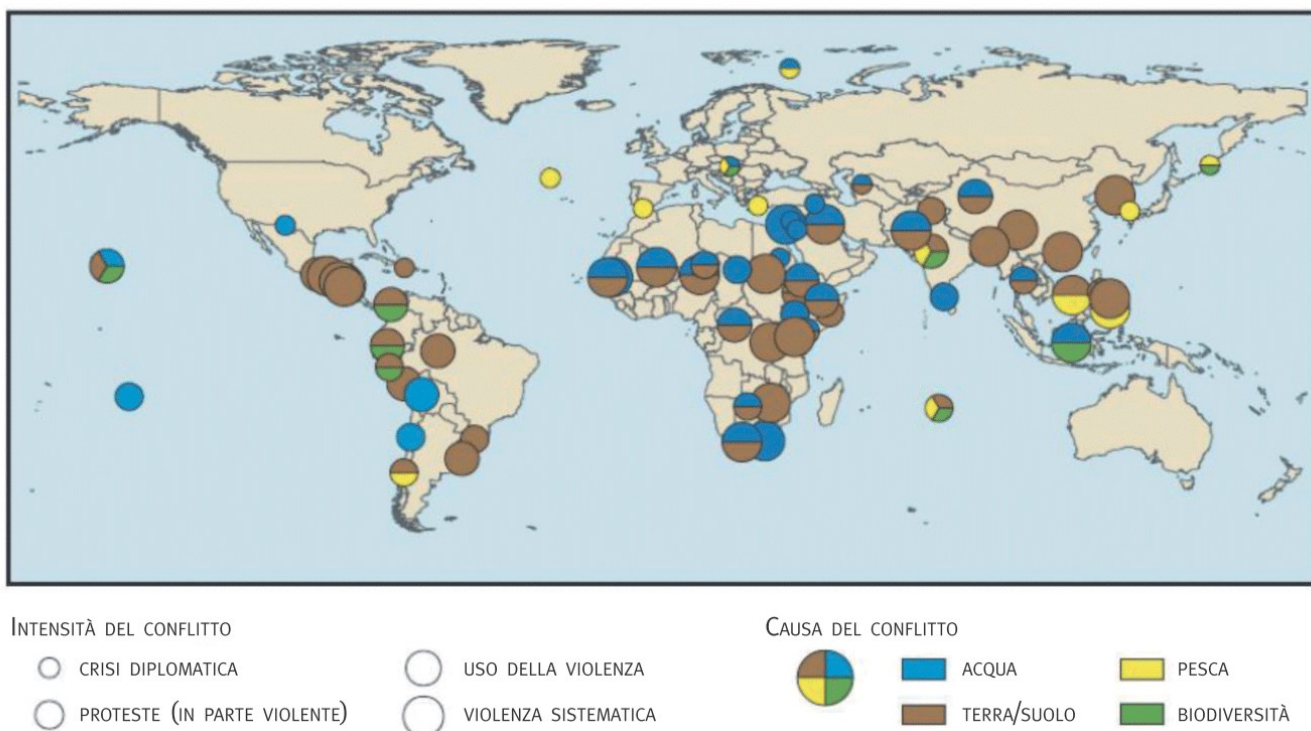 INTENSITÀ DEL CONFLITTO
CRISI DIPLOMATICA
PROTESTE (IN PARTE VIOLENTE)
USO DELLA VIOLENZA
VIOLENZA SISTEMATICA
CAUSA DEL CONFLITTO
ACQUA
TERRA/SUOLO
PESCA
BIODIVERSITÀ